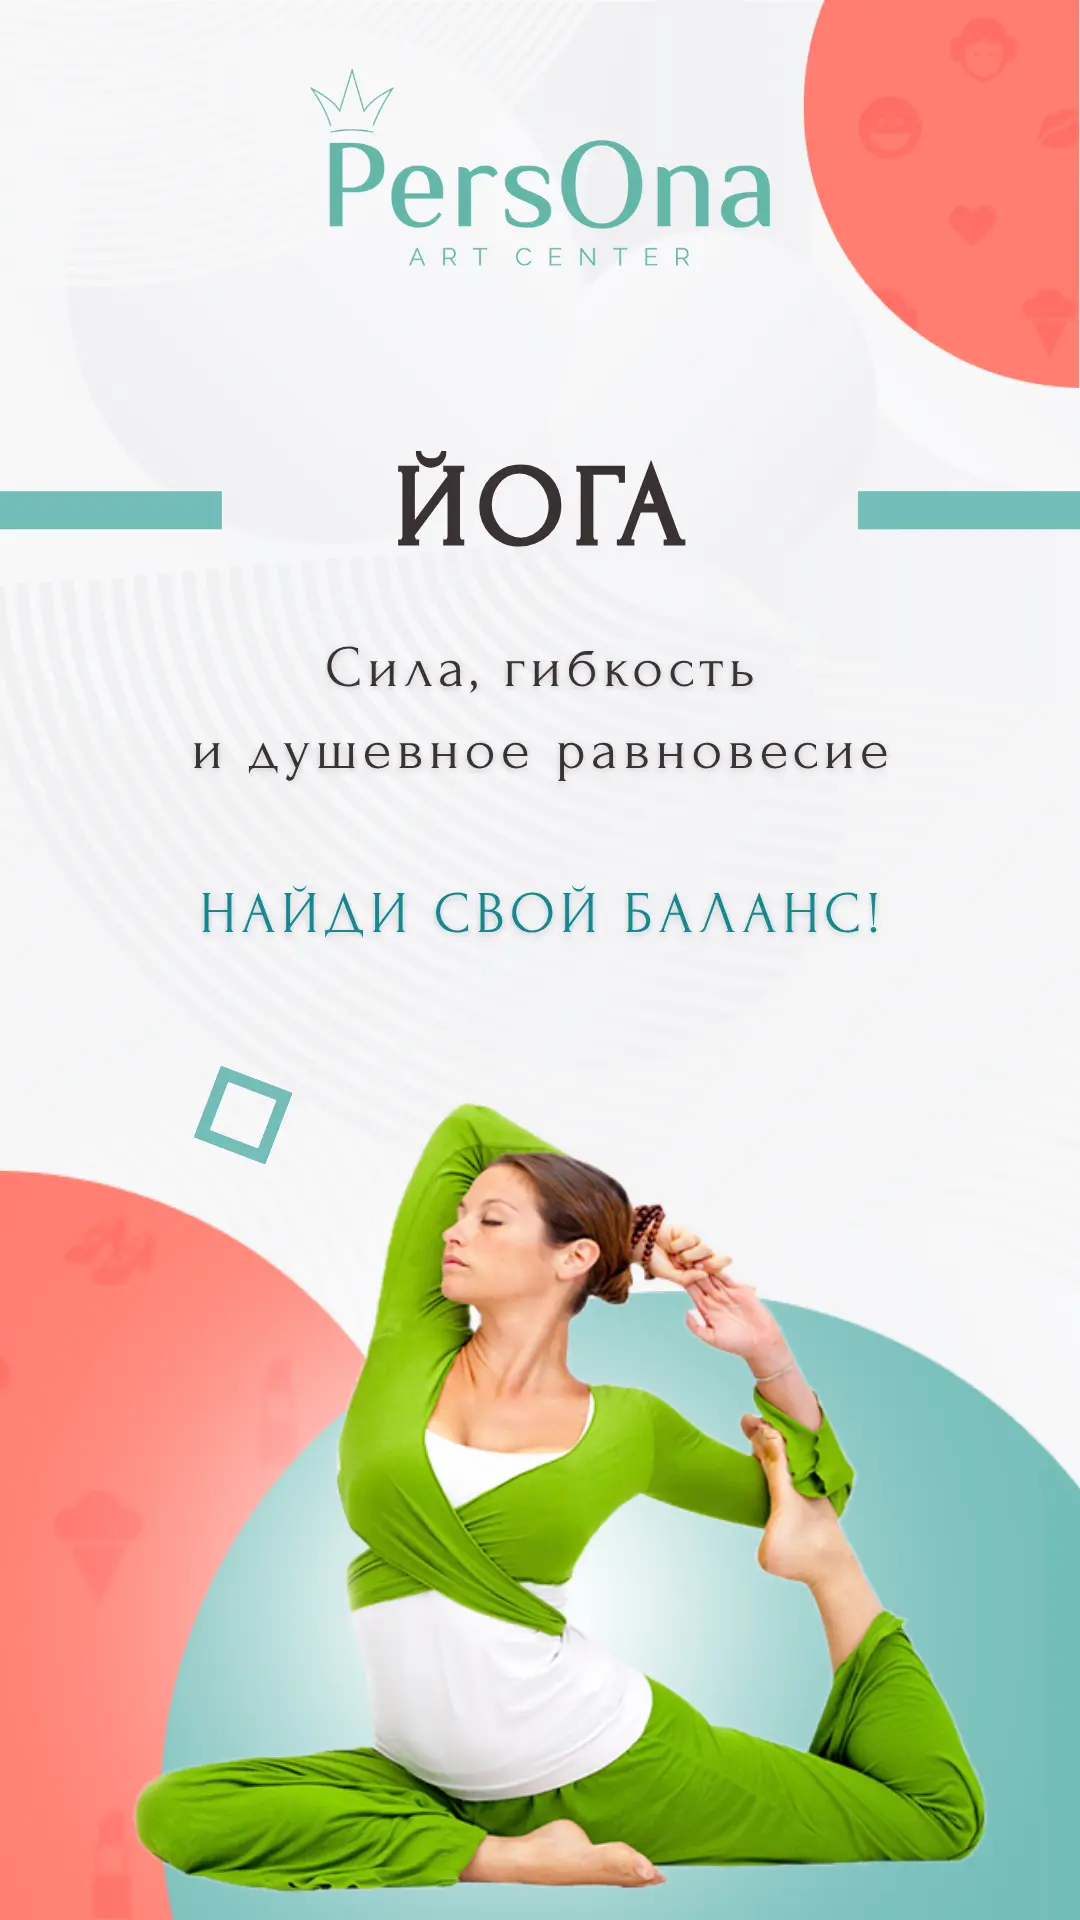 PersOna
ART CENTER
ЙОГА
Сила, гибкость
и душевное равновесие
НАЙДИ СВОЙ БАЛАНС!